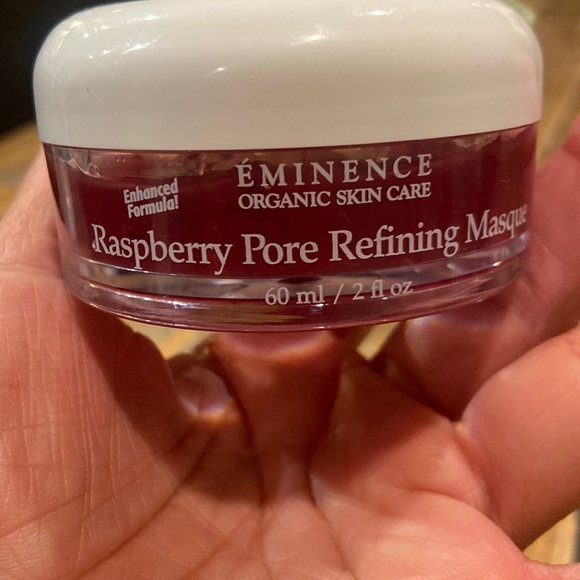 ÉMINENCE
ORGANIC SKIN CARE
Enhanced
Formula!
Raspberry Pore Refining Masque
60 ml / 2 fl oz